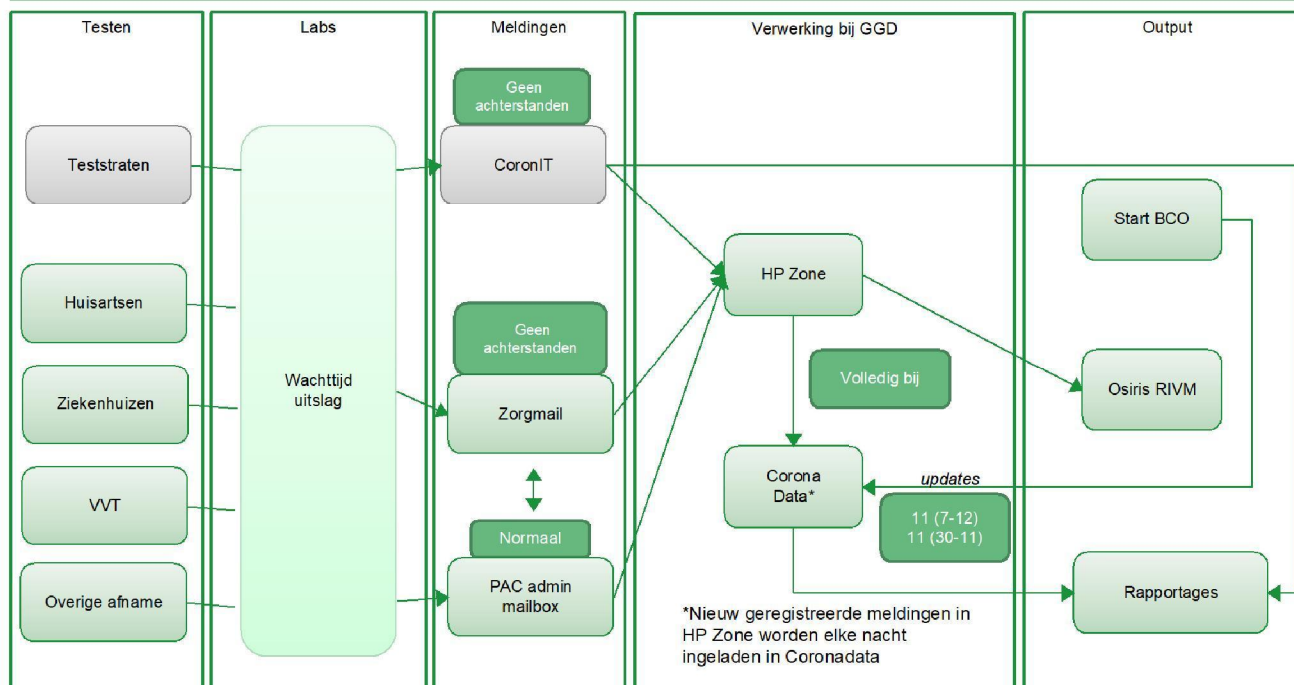 Testen
Labs
Meldingen
Verwerking bij GGD
Output
Teststraten
Huisartsen
Ziekenhuizen
VVT
Overige afname
Wachttijd
uitslag
Geen
achterstanden
CoronIT
Geen
achterstanden
Zorgmail
Normaal
PAC admin
mailbox
HP Zone
Volledig bij
Corona
Data*
updates
11 (7-12)
11 (30-11)
*Nieuw geregistreerde meldingen in
HP Zone worden elke nacht
ingeladen in Coronadata
Start BCO
Osiris RIVM
Rapportages